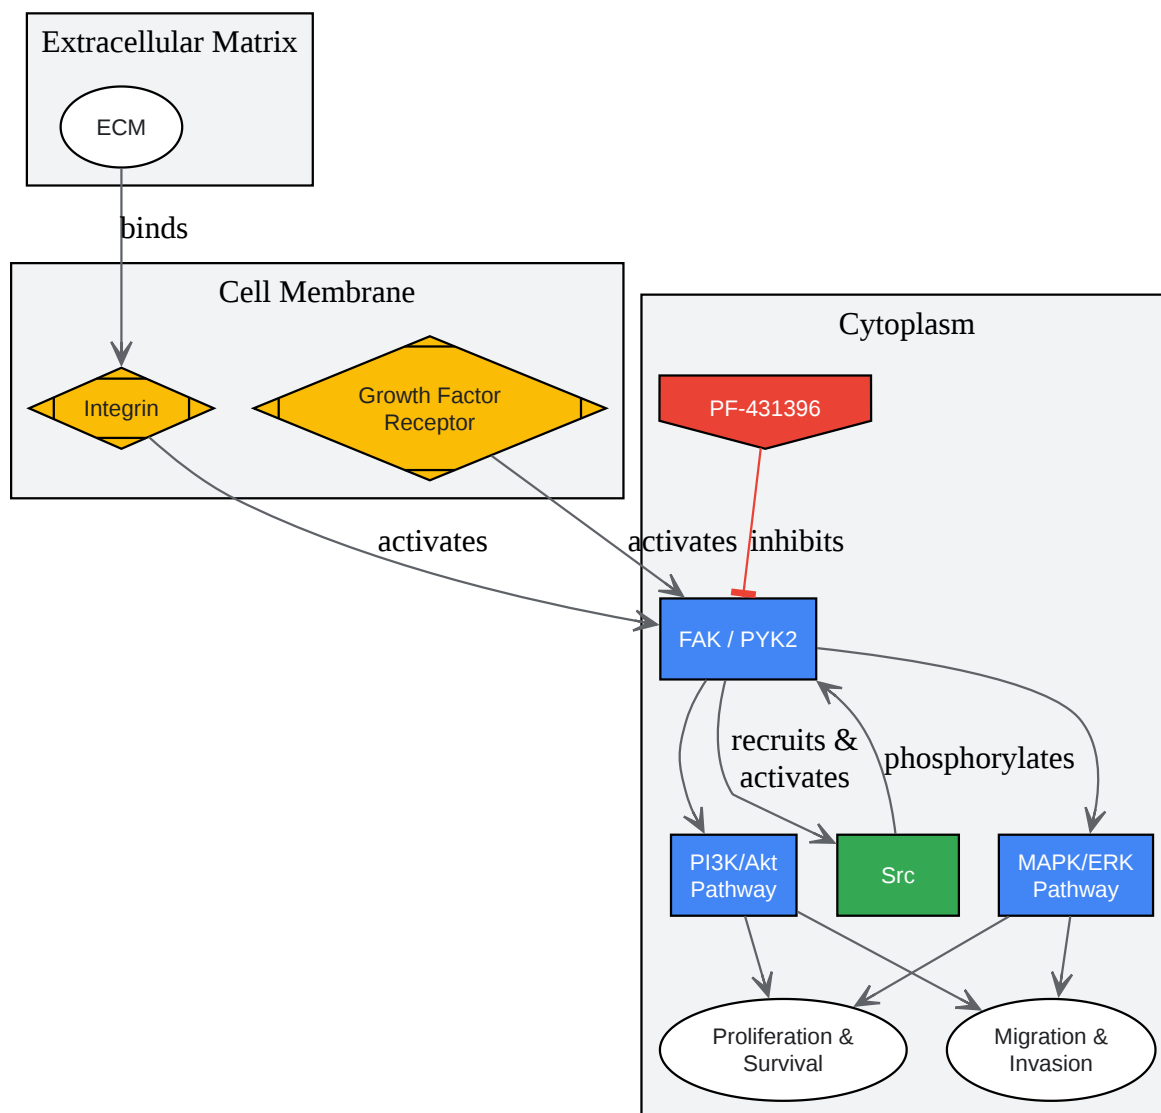 Extracellular Matrix
ECM
binds
Cell Membrane
Integrin
Growth Factor
Receptor
Cytoplasm
PF-431396
activates
activates
inhibits
FAK / PYK2
recruits &
activates
phosphorylates
PI3K/Akt
Pathway
Src
MAPK/ERK
Pathway
Proliferation &
Survival
Migration &
Invasion